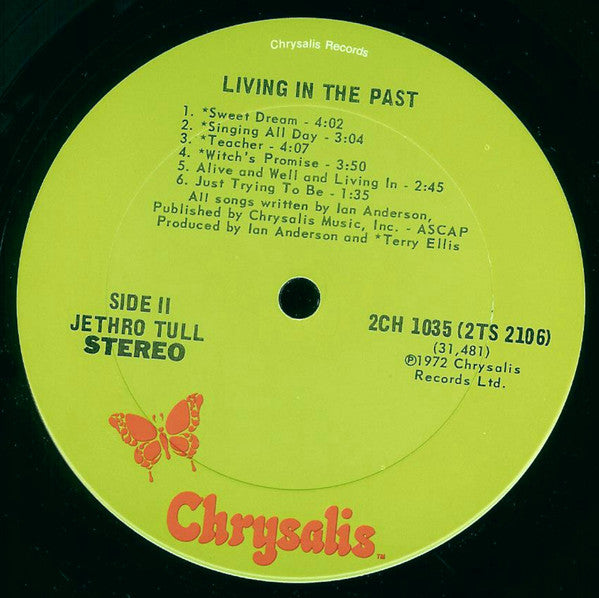 Chrysalis Records
LIVING IN THE PAST
1. *Sweet Dream - 4:02
2. *Singing All Day - 3:04
3. *Teacher - 4:07
4. *Witch's Promise - 3:50
5. Alive and Well and Living In - 2:45
6. Just Trying To Be - 1:35
All songs written by Ian Anderson,
Published by Chrysalis Music, Inc. - ASCAP
Produced by Ian Anderson and *Terry Ellis
SIDE II
JETHRO TULL
STEREO
2CH 1035 (2TS 2106)
(31,481)
℗1972 Chrysalis
Records Ltd.
Chrysalis™